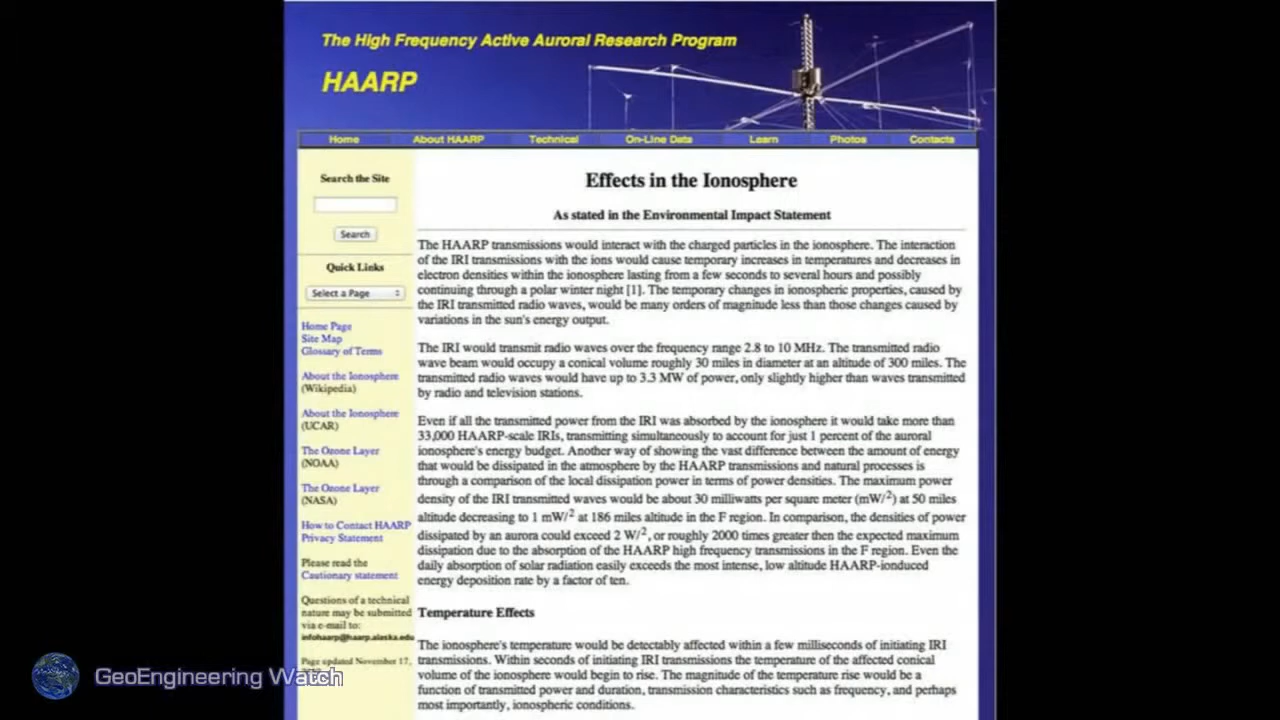 The High Frequency Active Auroral Research Program
HAARP
Home About HAARP Technical On-Line Data Learn Photos Contacts
Search the Site
Search
Quick Links
Select a Page
Home Page
Site Map
Glossary of Terms
About the Ionosphere
(Wikipedia)
About the Ionosphere
(UCAR)
The Ozone Layer
(NOAA)
The Ozone Layer
(NASA)
How to Contact HAARP
Privacy Statement
Please read the
Cautionary statement
Questions of a technical
nature may be submitted
via e-mail to:
infohaarp@haarp.alaska.edu
Page updated November 17,
Effects in the Ionosphere
As stated in the Environmental Impact Statement
The HAARP transmissions would interact with the charged particles in the ionosphere. The interaction
of the IRI transmissions with the ions would cause temporary increases in temperatures and decreases in
electron densities within the ionosphere lasting from a few seconds to several hours and possibly
continuing through a polar winter night [1]. The temporary changes in ionospheric properties, caused by
the IRI transmitted radio waves, would be many orders of magnitude less than those changes caused by
variations in the sun's energy output.
The IRI would transmit radio waves over the frequency range 2.8 to 10 MHz. The transmitted radio
wave beam would occupy a conical volume roughly 30 miles in diameter at an altitude of 300 miles. The
transmitted radio waves would have up to 3.3 MW of power, only slightly higher than waves transmitted
by radio and television stations.
Even if all the transmitted power from the IRI was absorbed by the ionosphere it would take more than
33,000 HAARP-scale IRIs, transmitting simultaneously to account for just 1 percent of the auroral
ionosphere's energy budget. Another way of showing the vast difference between the amount of energy
that would be dissipated in the atmosphere by the HAARP transmissions and natural processes is
through a comparison of the local dissipation power in terms of power densities. The maximum power
density of the IRI transmitted waves would be about 30 milliwatts per square meter (mW/²) at 50 miles
altitude decreasing to 1 mW/² at 186 miles altitude in the F region. In comparison, the densities of power
dissipated by an aurora could exceed 2 W/², or roughly 2000 times greater then the expected maximum
dissipation due to the absorption of the HAARP high frequency transmissions in the F region. Even the
daily absorption of solar radiation easily exceeds the most intense, low altitude HAARP-ionduced
energy deposition rate by a factor of ten.
Temperature Effects
The ionosphere's temperature would be detectably affected within a few milliseconds of initiating IRI
transmissions. Within seconds of initiating IRI transmissions the temperature of the affected conical
volume of the ionosphere would begin to rise. The magnitude of the temperature rise would be a
function of transmitted power and duration, transmission characteristics such as frequency, and perhaps
most importantly, ionospheric conditions.
GeoEngineering Watch